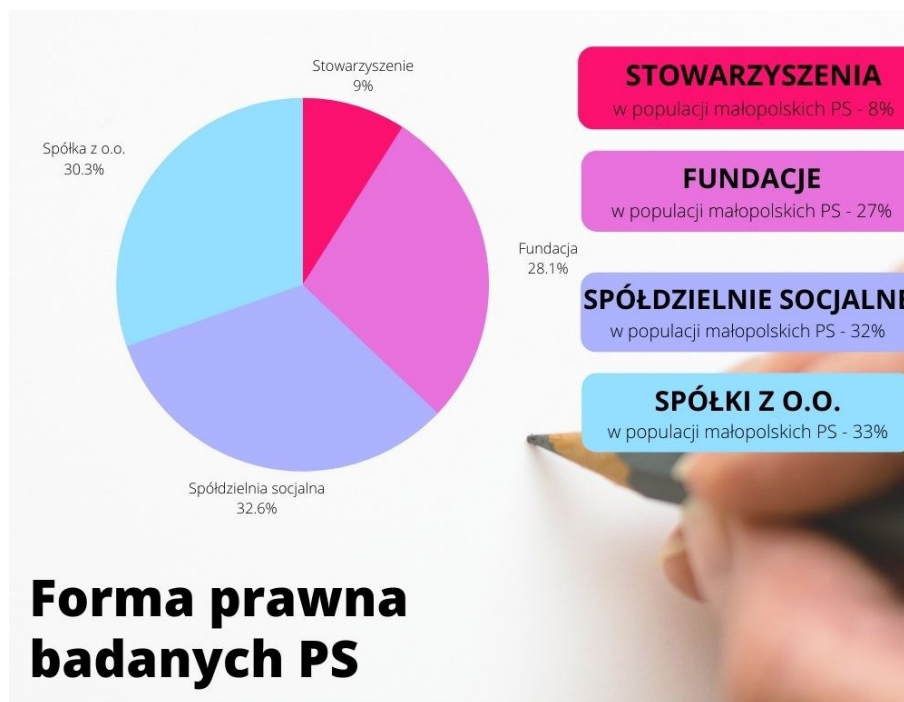 Stowarzyszenie
9%
Spółka z o.o.
30.3%
Fundacja
28.1%
Spółdzielnia socjalna
32.6%
STOWARZYSZENIA
w populacji małopolskich PS - 8%
FUNDACJE
w populacji małopolskich PS - 27%
SPÓŁDZIELNIE SOCJALNE
w populacji małopolskich PS - 32%
SPÓŁKI Z O.O.
w populacji małopolskich PS - 33%
Forma prawna
badanych PS